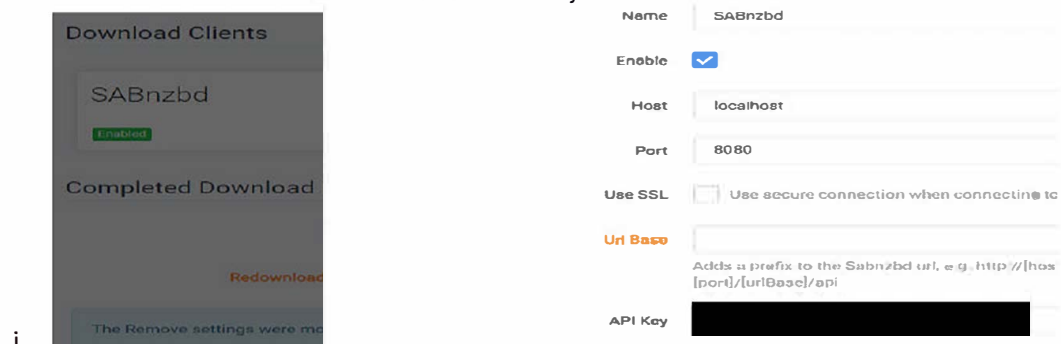 Download Clients
SABnzbd
Enabled
Completed Download
Redownload
The Remove settings were mo
i
Name SABnzbd
Enable
Host localhost
Port 8080
Use SSL Use secure connection when connecting to
Url Base
Adds a prefix to the Sabnzbd url, e.g. http://[hos
[port]/[urlBase]/api
API Key